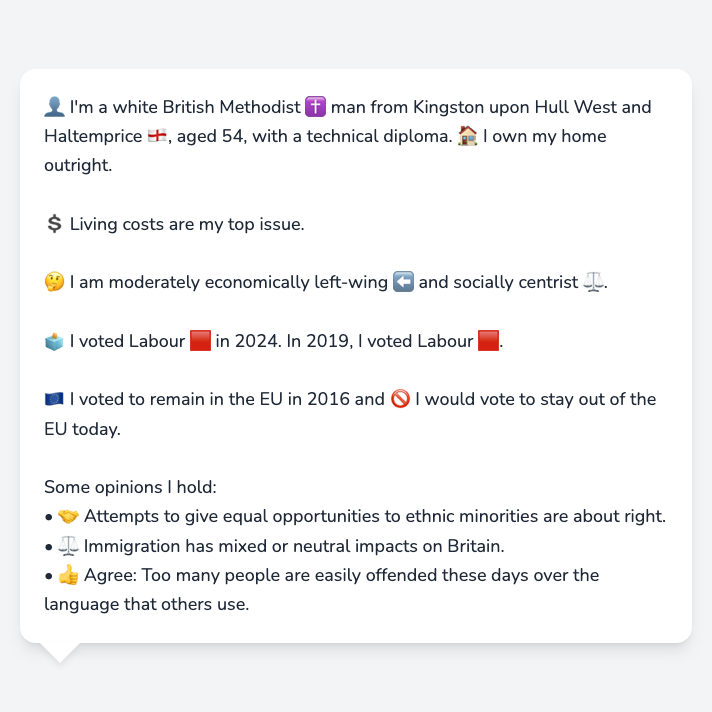 👤 I'm a white British Methodist ✝️ man from Kingston upon Hull West and
Haltemprice 🏴󠁧󠁢󠁥󠁮󠁧󠁿, aged 54, with a technical diploma. 🏠 I own my home
outright.
💲 Living costs are my top issue.
🤔 I am moderately economically left-wing ⬅️ and socially centrist ⚖️.
🗳️ I voted Labour 🟥 in 2024. In 2019, I voted Labour 🟥.
🇪🇺 I voted to remain in the EU in 2016 and 🚫 I would vote to stay out of the
EU today.
Some opinions I hold:
• 🤝 Attempts to give equal opportunities to ethnic minorities are about right.
• ⚖️ Immigration has mixed or neutral impacts on Britain.
• 👍 Agree: Too many people are easily offended these days over the
language that others use.